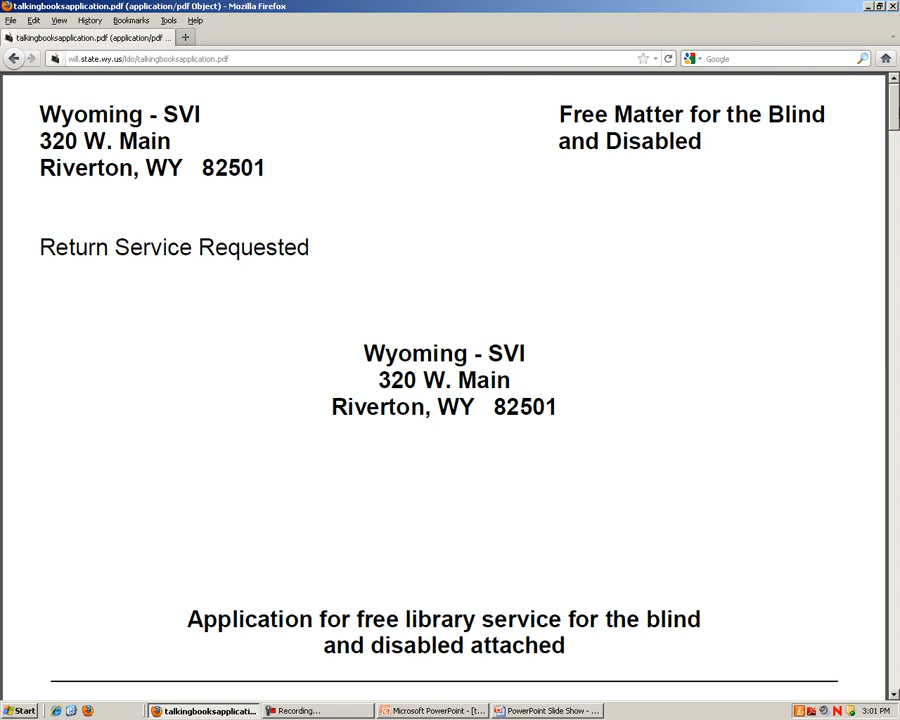 talkingbooksapplication.pdf (application/pdf Object) - Mozilla Firefox
File Edit View History Bookmarks Tools Help
talkingbooksapplication.pdf (application/pdf ...
will.state.wy.us/ldo/talkingbooksapplication.pdf
Google
Wyoming - SVI
320 W. Main
Riverton, WY 82501
Free Matter for the Blind
and Disabled
Return Service Requested
Wyoming - SVI
320 W. Main
Riverton, WY 82501
Application for free library service for the blind
and disabled attached
Start
talkingbooksapplicati...
Recording...
Microsoft PowerPoint - [t...
PowerPoint Slide Show - ...
3:01 PM